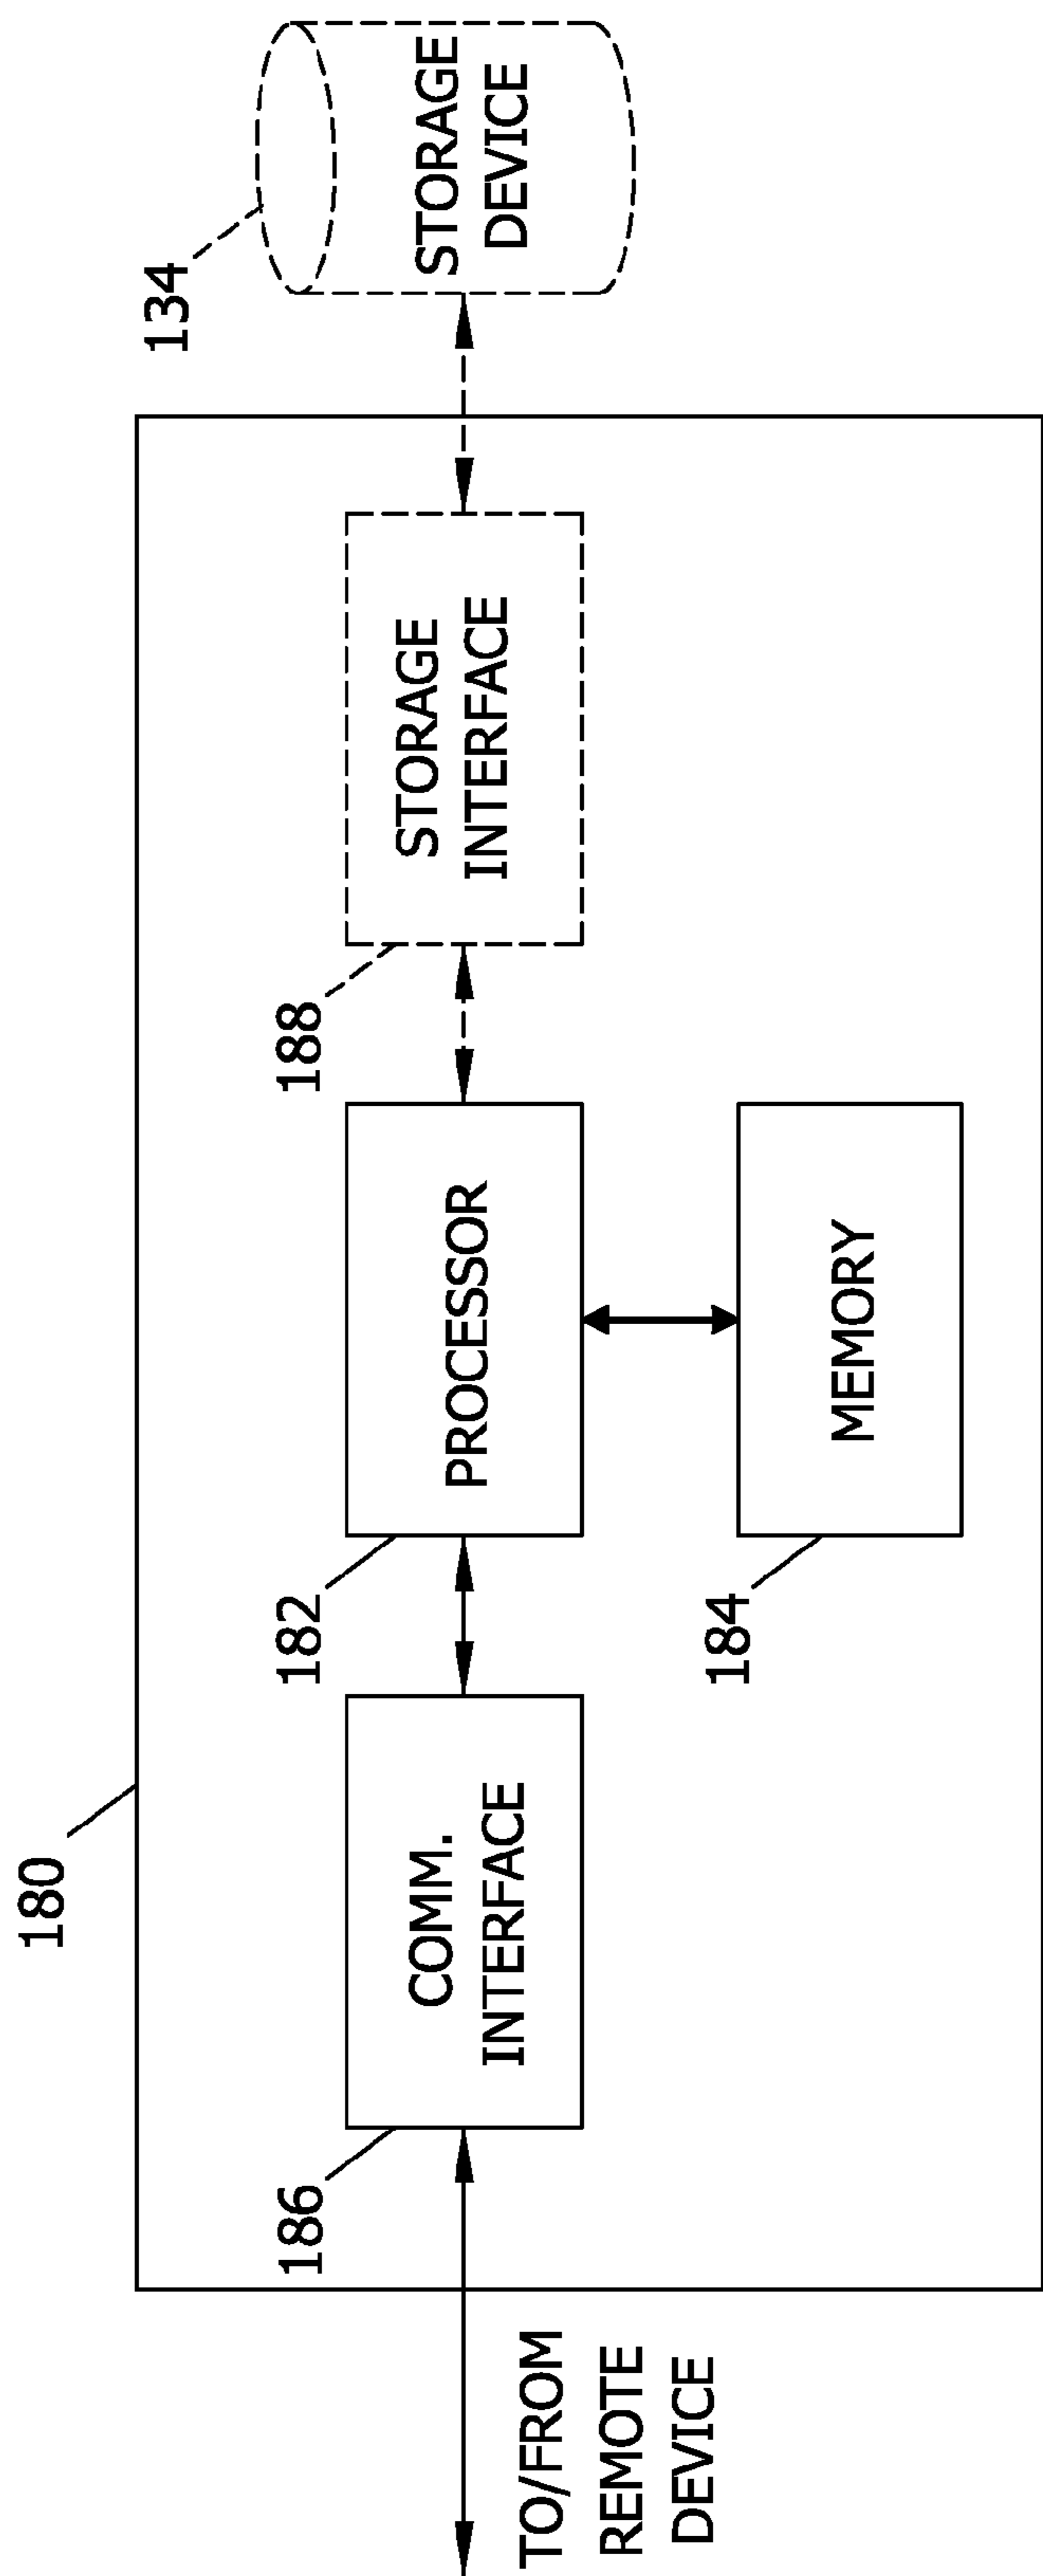 180
186
COMM.
INTERFACE
TO/FROM
REMOTE
DEVICE
182
PROCESSOR
184
MEMORY
188
STORAGE
INTERFACE
134
STORAGE
DEVICE